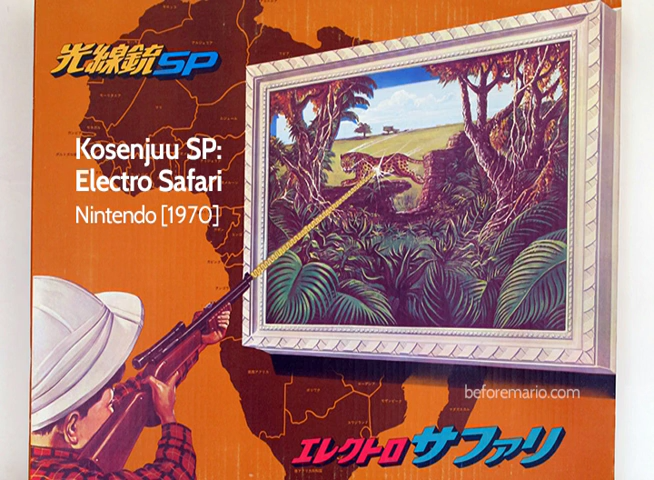 光線銃SP
Kosenjuu SP:
Electro Safari
Nintendo [1970]
beforemario.com
エレクトロ サファリ